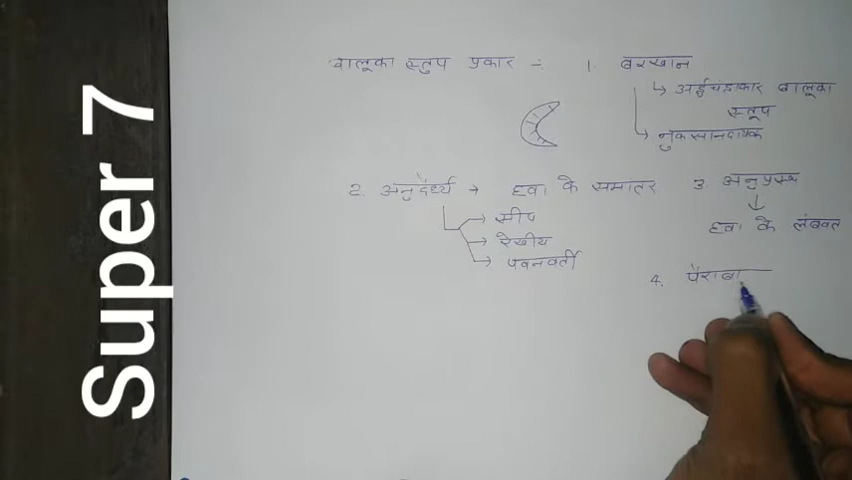 Super 7
बालूका स्तुप प्रकार :- 1. बरखान
↳ अर्द्धचंद्राकार बालूका
स्तूप
↳ नुकसानदायक
2. अनुदैर्ध्य → हवा के समातर 3 अनुप्रस्थ
→ सीप ↓
→ रेखीय हवा के लंबवत
→ पवनवर्ती
4. पैराबा